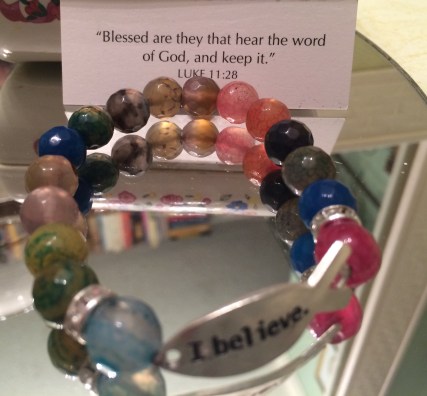 “Blessed are they that hear the word
of God, and keep it.”
LUKE 11:28
I believe.